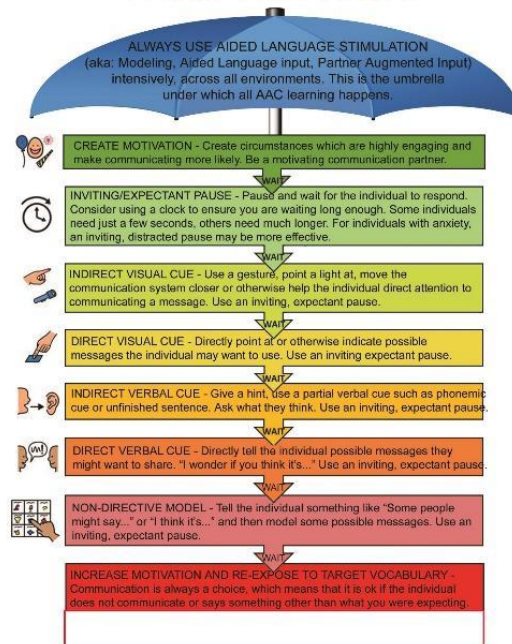 ALWAYS USE AIDED LANGUAGE STIMULATION
(aka: Modeling, Aided Language input, Partner Augmented Input)
intensively, across all environments. This is the umbrella
under which all AAC learning happens.
CREATE MOTIVATION - Create circumstances which are highly engaging and
make communicating more likely. Be a motivating communication partner.
WAIT
INVITING/EXPECTANT PAUSE - Pause and wait for the individual to respond.
Consider using a clock to ensure you are waiting long enough. Some individuals
need just a few seconds, others need much longer. For individuals with anxiety,
an inviting, distracted pause may be more effective.
WAIT
INDIRECT VISUAL CUE - Use a gesture, point a light at, move the
communication system closer or otherwise help the individual direct attention to
communicating a message. Use an inviting, expectant pause.
WAIT
DIRECT VISUAL CUE - Directly point at or otherwise indicate possible
messages the individual may want to use. Use an inviting expectant pause.
WAIT
INDIRECT VERBAL CUE - Give a hint, use a partial verbal cue such as phonemic
cue or unfinished sentence. Ask what they think. Use an inviting, expectant pause.
WAIT
DIRECT VERBAL CUE - Directly tell the individual possible messages they
might want to share. "I wonder if you think it's..." Use an inviting, expectant pause.
WAIT
NON-DIRECTIVE MODEL - Tell the individual something like "Some people
might say..." or "I think it's..." and then model some possible messages. Use an
inviting, expectant pause.
WAIT
INCREASE MOTIVATION AND RE-EXPOSE TO TARGET VOCABULARY -
Communication is always a choice, which means that it is ok if the individual
does not communicate or says something other than what you were expecting.